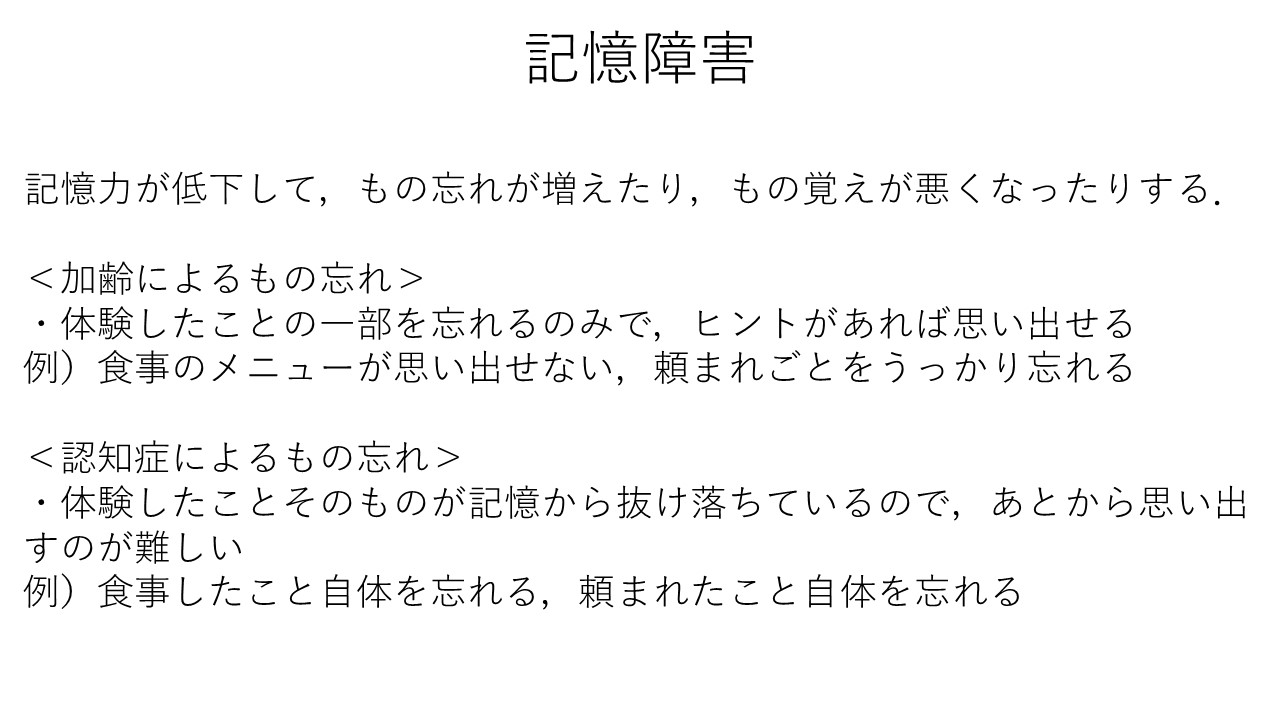 記憶障害
記憶力が低下して，もの忘れが増えたり，もの覚えが悪くなったりする．
＜加齢によるもの忘れ＞
・体験したことの一部を忘れるのみで，ヒントがあれば思い出せる
例）食事のメニューが思い出せない，頼まれごとをうっかり忘れる
＜認知症によるもの忘れ＞
・体験したことそのものが記憶から抜け落ちているので，あとから思い出
すのが難しい
例）食事したこと自体を忘れる，頼まれたこと自体を忘れる